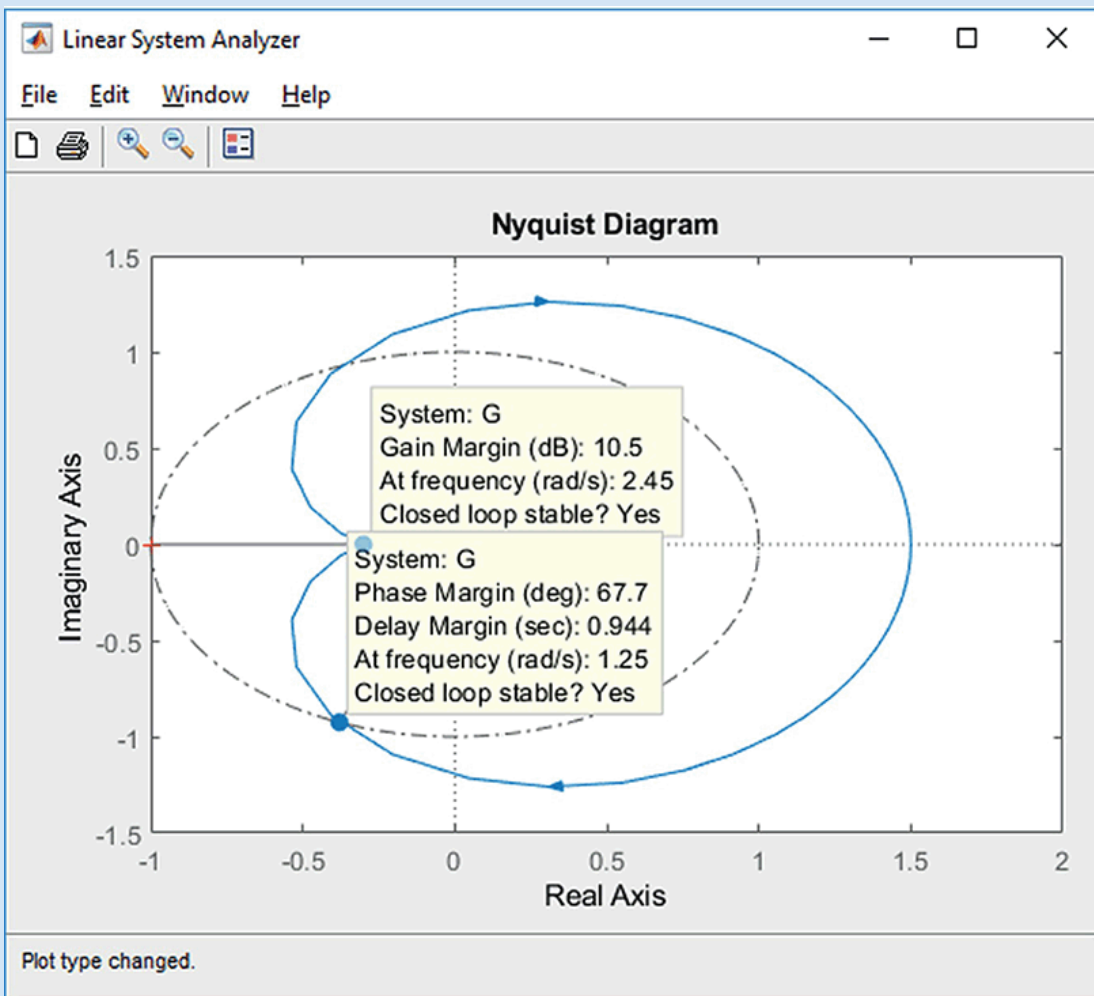 Linear System Analyzer
File Edit Window Help
Nyquist Diagram
1.5
1
0.5
0
-0.5
-1
-1.5
Imaginary Axis
System: G
Gain Margin (dB): 10.5
At frequency (rad/s): 2.45
Closed loop stable? Yes
System: G
Phase Margin (deg): 67.7
Delay Margin (sec): 0.944
At frequency (rad/s): 1.25
Closed loop stable? Yes
-1 -0.5 0 0.5 1 1.5 2
Real Axis
Plot type changed.